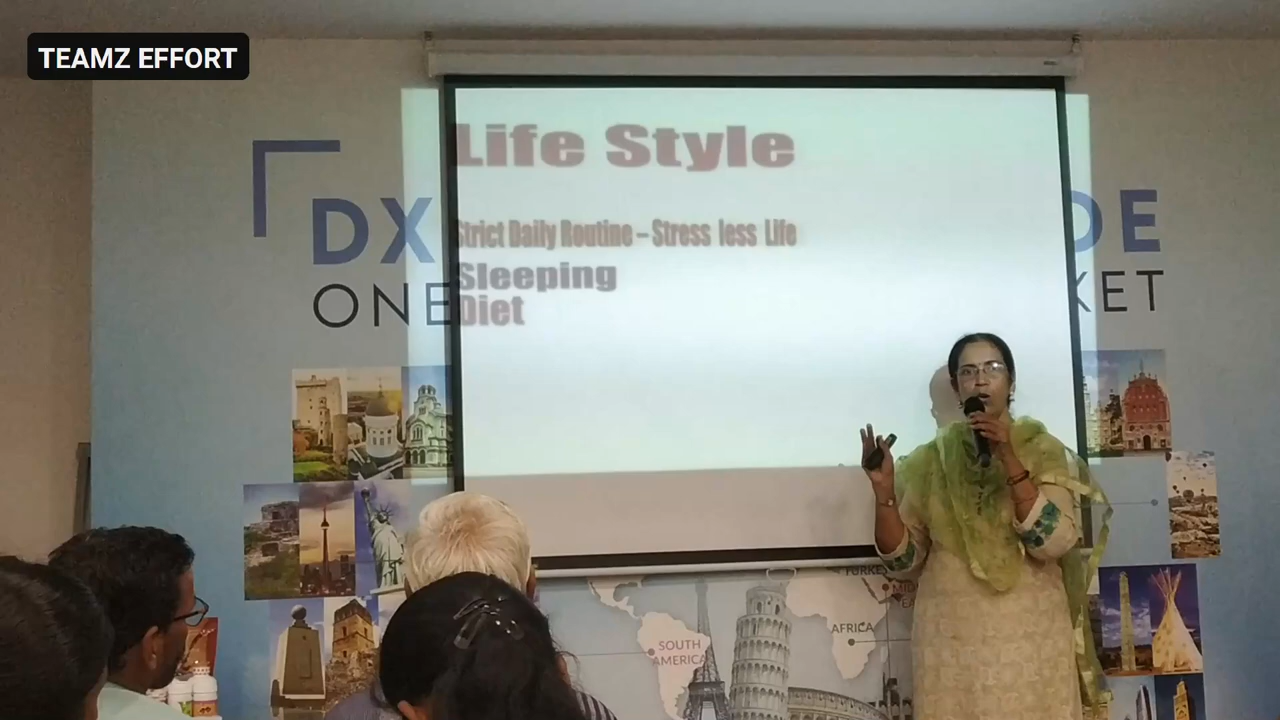 TEAMZ EFFORT
Life Style
Strict Daily Routine – Stress less Life
Sleeping
Diet
DX
DE
ONE
KET
TURKEY
SOUTH
AMERICA
AFRICA